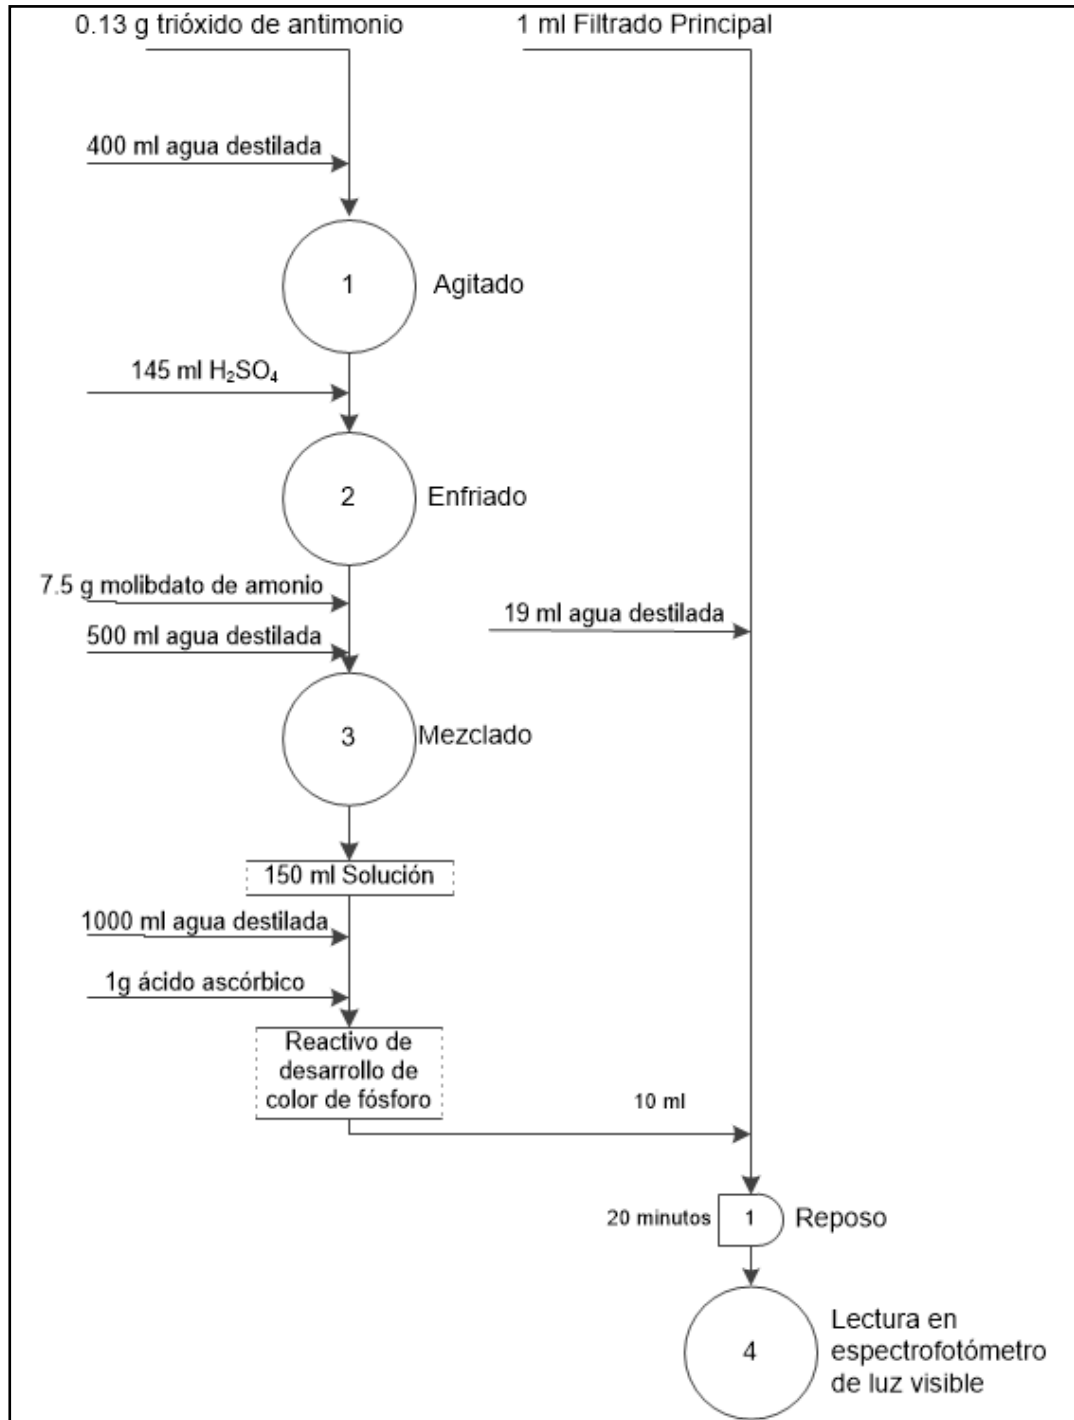 0.13 g trióxido de antimonio
1 ml Filtrado Principal
400 ml agua destilada
1
Agitado
145 ml H₂SO₄
2
Enfriado
7.5 g molibdato de amonio
19 ml agua destilada
500 ml agua destilada
3
Mezclado
150 ml Solución
1000 ml agua destilada
1g ácido ascórbico
Reactivo de
desarrollo de
color de fósforo
10 ml
20 minutos
1
Reposo
4
Lectura en
espectrofotómetro
de luz visible